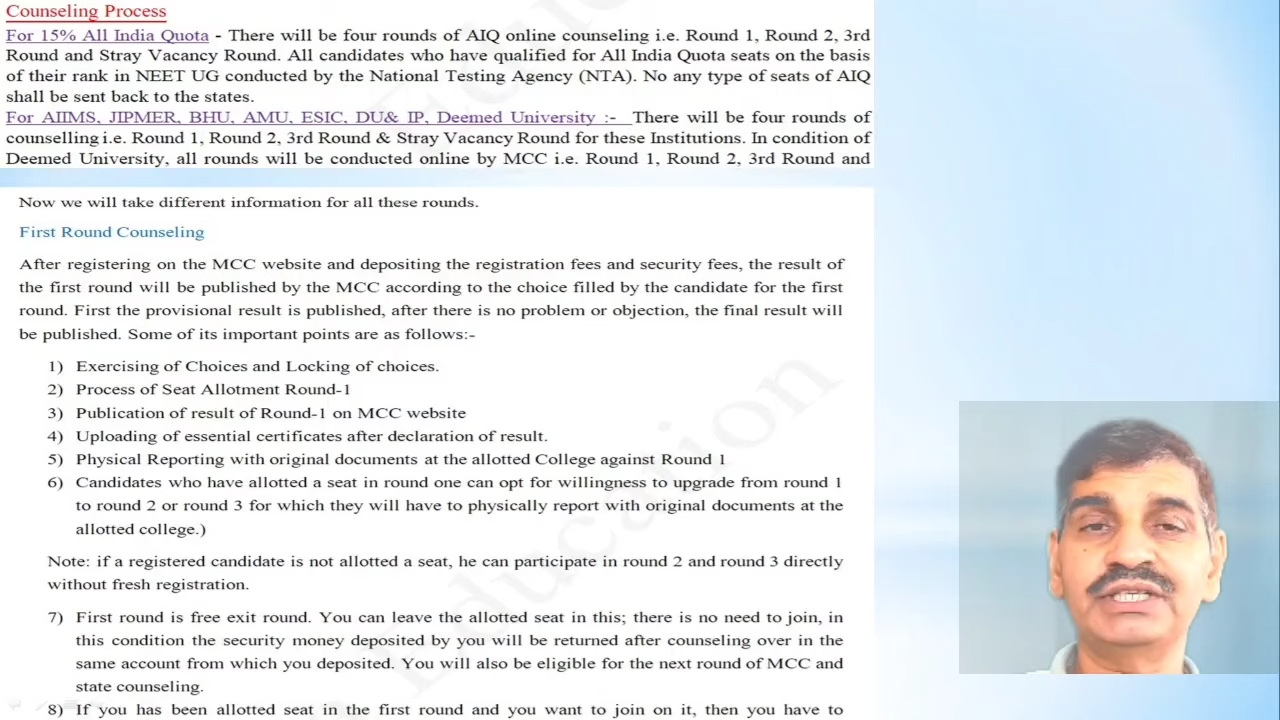 Counseling Process
For 15% All India Quota - There will be four rounds of AIQ online counseling i.e. Round 1, Round 2, 3rd
Round and Stray Vacancy Round. All candidates who have qualified for All India Quota seats on the basis
of their rank in NEET UG conducted by the National Testing Agency (NTA). No any type of seats of AIQ
shall be sent back to the states.
For AIIMS, JIPMER, BHU, AMU, ESIC, DU& IP, Deemed University :- There will be four rounds of
counselling i.e. Round 1, Round 2, 3rd Round & Stray Vacancy Round for these Institutions. In condition of
Deemed University, all rounds will be conducted online by MCC i.e. Round 1, Round 2, 3rd Round and
Now we will take different information for all these rounds.
First Round Counseling
After registering on the MCC website and depositing the registration fees and security fees, the result of
the first round will be published by the MCC according to the choice filled by the candidate for the first
round. First the provisional result is published, after there is no problem or objection, the final result will
be published. Some of its important points are as follows:-
1) Exercising of Choices and Locking of choices.
2) Process of Seat Allotment Round-1
3) Publication of result of Round-1 on MCC website
4) Uploading of essential certificates after declaration of result.
5) Physical Reporting with original documents at the allotted College against Round 1
6) Candidates who have allotted a seat in round one can opt for willingness to upgrade from round 1
to round 2 or round 3 for which they will have to physically report with original documents at the
allotted college.)
Note: if a registered candidate is not allotted a seat, he can participate in round 2 and round 3 directly
without fresh registration.
7) First round is free exit round. You can leave the allotted seat in this; there is no need to join, in
this condition the security money deposited by you will be returned after counseling over in the
same account from which you deposited. You will also be eligible for the next round of MCC and
state counseling.
8) If you has been allotted seat in the first round and you want to join on it, then you have to
Education